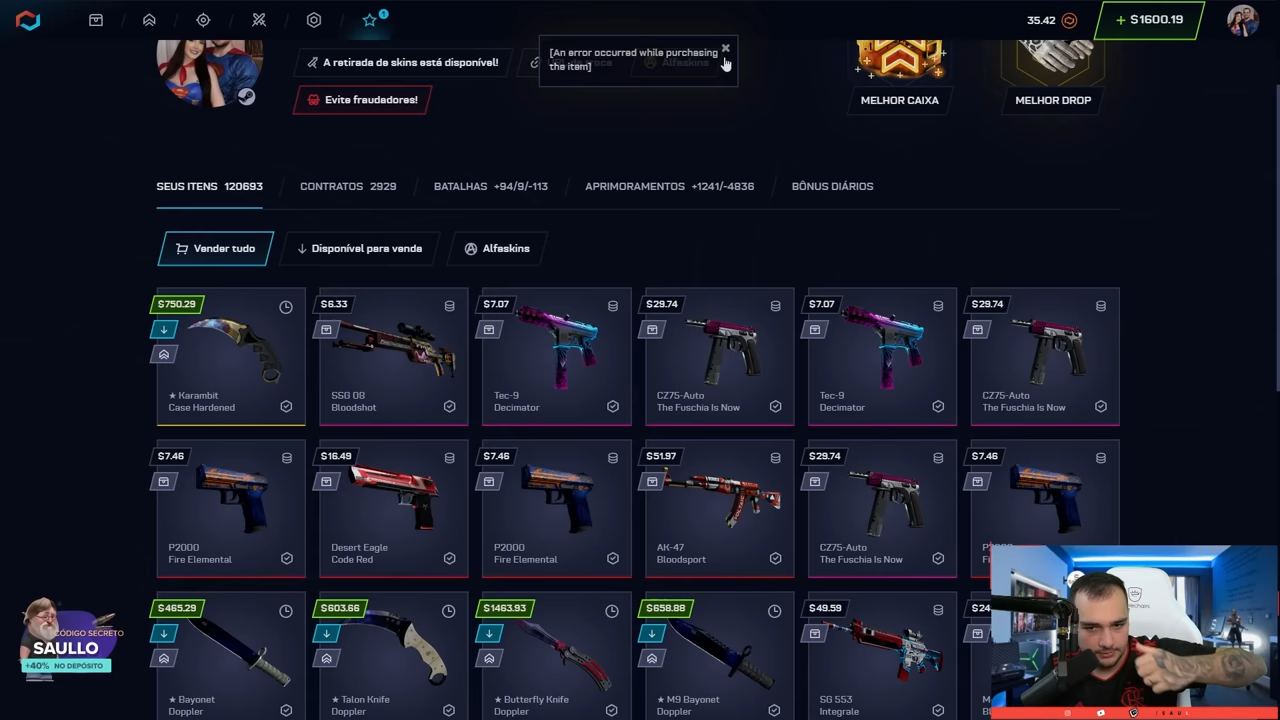 1
35.42
+ $1600.19
A retirada de skins está disponível!
Alfaskins
[An error occurred while purchasing
the item]
Evite fraudadores!
MELHOR CAIXA
MELHOR DROP
SEUS ITENS 120693
CONTRATOS 2929
BATALHAS +94/9/-113
APRIMORAMENTOS +1241/-4836
BÔNUS DIÁRIOS
Vender tudo
Disponível para venda
Alfaskins
$750.29
★ Karambit
Case Hardened
$6.33
SSG 08
Bloodshot
$7.07
Tec-9
Decimator
$29.74
CZ75-Auto
The Fuschia Is Now
$7.07
Tec-9
Decimator
$29.74
CZ75-Auto
The Fuschia Is Now
$7.46
P2000
Fire Elemental
$16.49
Desert Eagle
Code Red
$7.46
P2000
Fire Elemental
$51.97
AK-47
Bloodsport
$29.74
CZ75-Auto
The Fuschia Is Now
$7.46
$465.29
★ Bayonet
Doppler
$603.66
★ Talon Knife
Doppler
$1463.93
★ Butterfly Knife
Doppler
$658.88
★ M9 Bayonet
Doppler
$49.59
SG 553
Integrale
CÓDIGO SECRETO
SAULLO
+40% NO DEPÓSITO